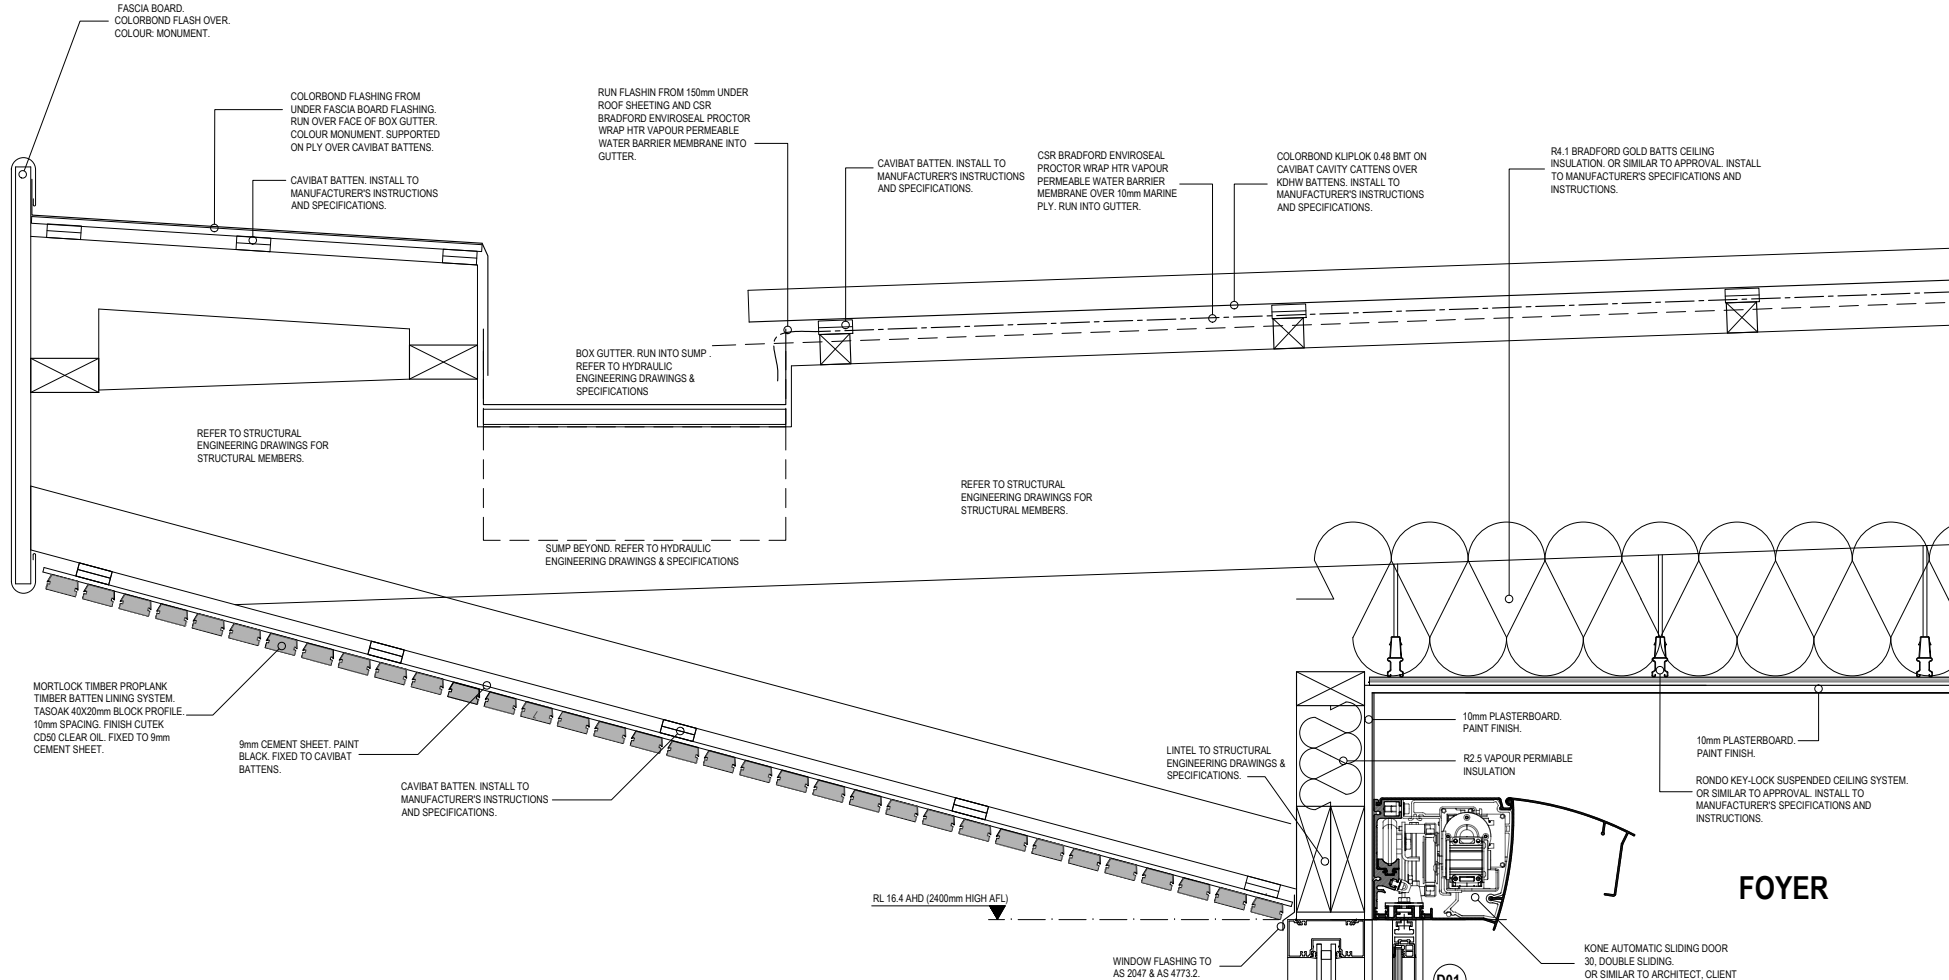 FASCIA BOARD.
COLORBOND FLASH OVER.
COLOUR: MONUMENT.
COLORBOND FLASHING FROM
UNDER FASCIA BOARD FLASHING.
RUN OVER FACE OF BOX GUTTER.
COLOUR MONUMENT. SUPPORTED
ON PLY OVER CAVIBAT BATTENS.
CAVIBAT BATTEN. INSTALL TO
MANUFACTURER'S INSTRUCTIONS
AND SPECIFICATIONS.
RUN FLASHIN FROM 150mm UNDER
ROOF SHEETING AND CSR
BRADFORD ENVIROSEAL PROCTOR
WRAP HTR VAPOUR PERMEABLE
WATER BARRIER MEMBRANE INTO
GUTTER.
CAVIBAT BATTEN. INSTALL TO
MANUFACTURER'S INSTRUCTIONS
AND SPECIFICATIONS.
CSR BRADFORD ENVIROSEAL
PROCTOR WRAP HTR VAPOUR
PERMEABLE WATER BARRIER
MEMBRANE OVER 10mm MARINE
PLY. RUN INTO GUTTER.
COLORBOND KLIPLOK 0.48 BMT ON
CAVIBAT CAVITY CATTENS OVER
KDHW BATTENS. INSTALL TO
MANUFACTURER'S INSTRUCTIONS
AND SPECIFICATIONS.
R4.1 BRADFORD GOLD BATTS CEILING
INSULATION. OR SIMILAR TO APPROVAL. INSTALL
TO MANUFACTURER'S SPECIFICATIONS AND
INSTRUCTIONS.
BOX GUTTER. RUN INTO SUMP .
REFER TO HYDRAULIC
ENGINEERING DRAWINGS &
SPECIFICATIONS
REFER TO STRUCTURAL
ENGINEERING DRAWINGS FOR
STRUCTURAL MEMBERS.
REFER TO STRUCTURAL
ENGINEERING DRAWINGS FOR
STRUCTURAL MEMBERS.
SUMP BEYOND. REFER TO HYDRAULIC
ENGINEERING DRAWINGS & SPECIFICATIONS
MORTLOCK TIMBER PROPLANK
TIMBER BATTEN LINING SYSTEM.
TASOAK 40X20mm BLOCK PROFILE.
10mm SPACING. FINISH CUTEK
CD50 CLEAR OIL. FIXED TO 9mm
CEMENT SHEET.
9mm CEMENT SHEET. PAINT
BLACK. FIXED TO CAVIBAT
BATTENS.
CAVIBAT BATTEN. INSTALL TO
MANUFACTURER'S INSTRUCTIONS
AND SPECIFICATIONS.
LINTEL TO STRUCTURAL
ENGINEERING DRAWINGS &
SPECIFICATIONS.
10mm PLASTERBOARD.
PAINT FINISH.
R2.5 VAPOUR PERMIABLE
INSULATION
10mm PLASTERBOARD.
PAINT FINISH.
RONDO KEY-LOCK SUSPENDED CEILING SYSTEM.
OR SIMILAR TO APPROVAL. INSTALL TO
MANUFACTURER'S SPECIFICATIONS AND
INSTRUCTIONS.
FOYER
RL 16.4 AHD (2400mm HIGH AFL)
WINDOW FLASHING TO
AS 2047 & AS 4773.2.
KONE AUTOMATIC SLIDING DOOR
30, DOUBLE SLIDING.
OR SIMILAR TO ARCHITECT, CLIENT
D01